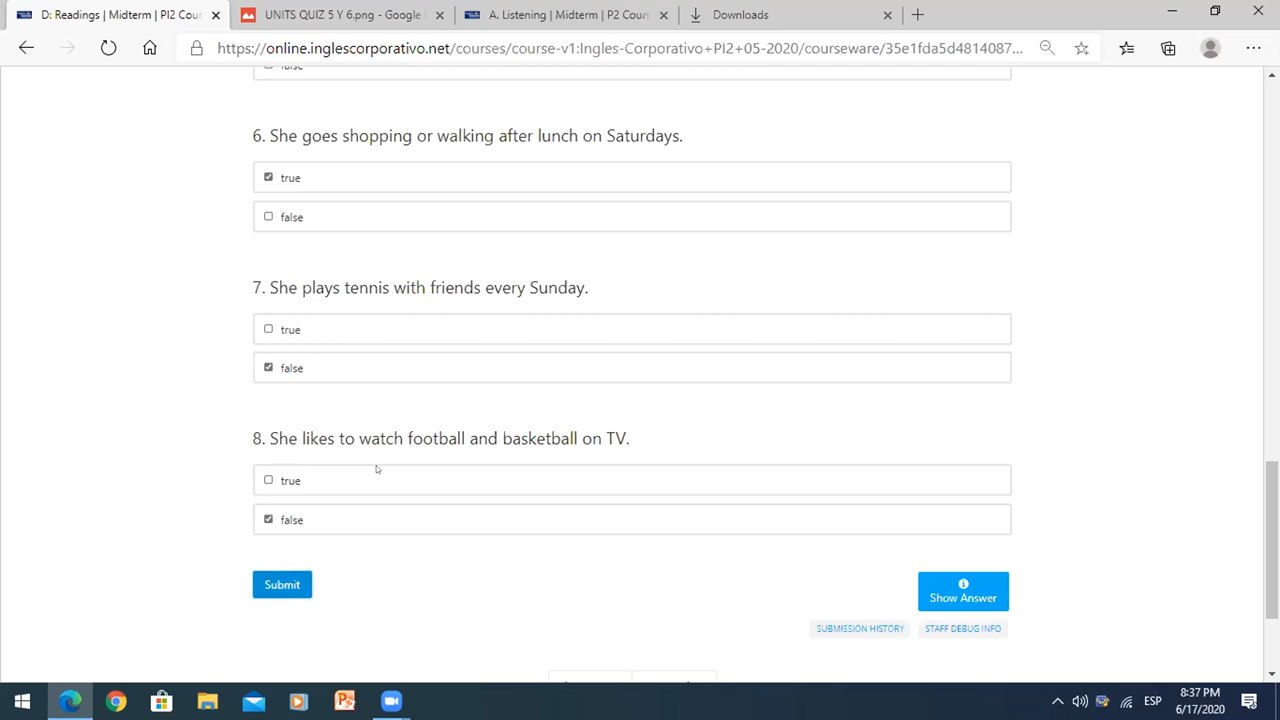 D: Readings | Midterm | PI2 Cour
UNITS QUIZ 5 Y 6.png - Google
A. Listening | Midterm | P2 Cours
Downloads
https://online.inglescorporativo.net/courses/course-v1:Ingles-Corporativo+PI2+05-2020/courseware/35e1fda5d4814087...
false
6. She goes shopping or walking after lunch on Saturdays.
true
false
7. She plays tennis with friends every Sunday.
true
false
8. She likes to watch football and basketball on TV.
true
false
Submit
Show Answer
SUBMISSION HISTORY
STAFF DEBUG INFO
ESP
8:37 PM
6/17/2020